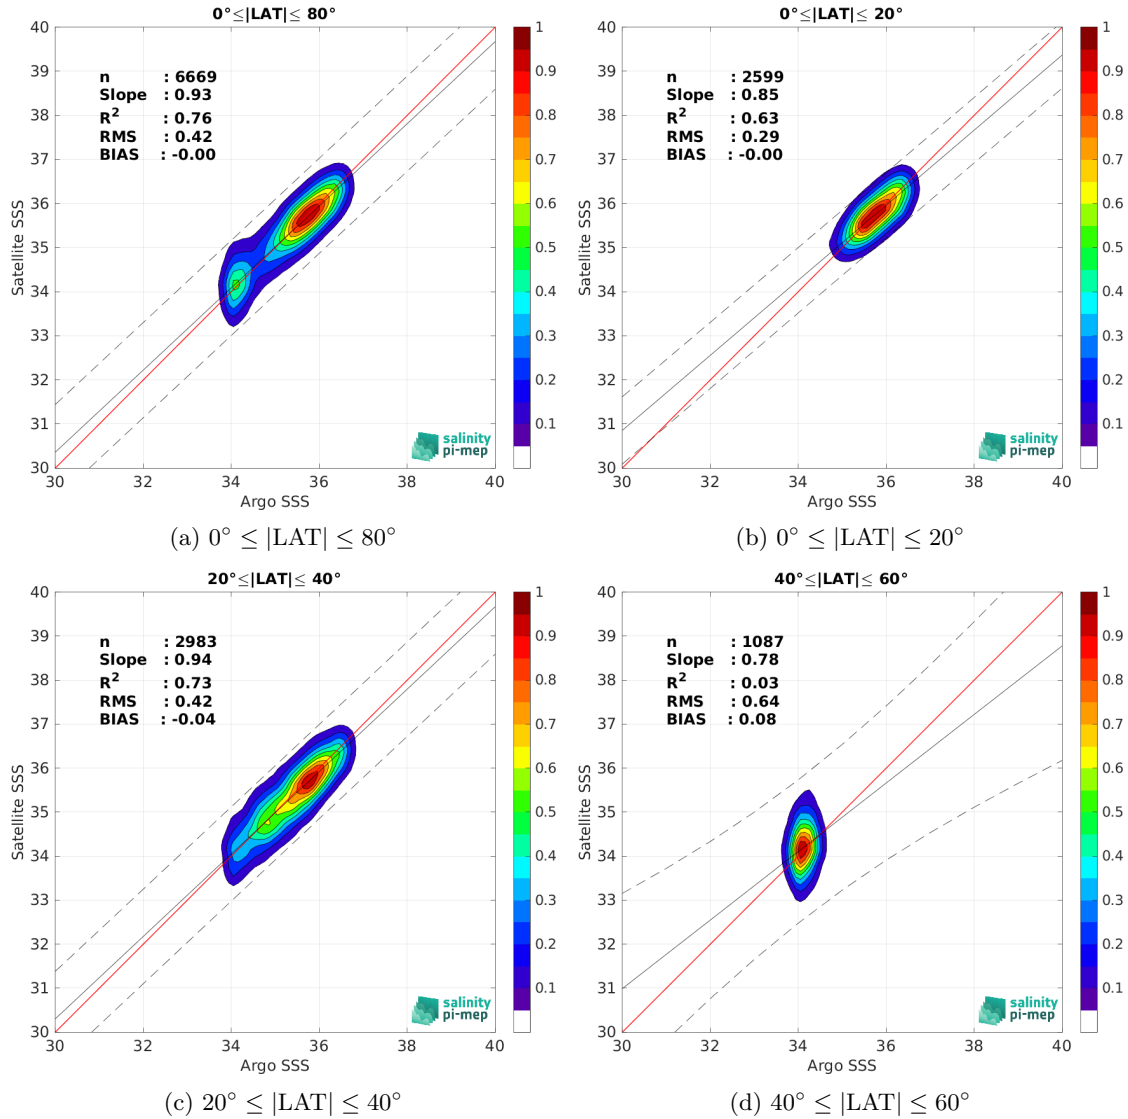 0°≤|LAT|≤ 80°
n : 6669
Slope : 0.93
R² : 0.76
RMS : 0.42
BIAS : -0.00
40
39
38
37
36
35
34
33
32
31
30
Satellite SSS
30 32 34 36 38 40
Argo SSS
1
0.9
0.8
0.7
0.6
0.5
0.4
0.3
0.2
0.1
salinity
pi-mep
(a) 0° ≤ |LAT| ≤ 80°
0°≤|LAT|≤ 20°
n : 2599
Slope : 0.85
R² : 0.63
RMS : 0.29
BIAS : -0.00
40
39
38
37
36
35
34
33
32
31
30
Satellite SSS
30 32 34 36 38 40
Argo SSS
1
0.9
0.8
0.7
0.6
0.5
0.4
0.3
0.2
0.1
salinity
pi-mep
(b) 0° ≤ |LAT| ≤ 20°
20°≤|LAT|≤ 40°
n : 2983
Slope : 0.94
R² : 0.73
RMS : 0.42
BIAS : -0.04
40
39
38
37
36
35
34
33
32
31
30
Satellite SSS
30 32 34 36 38 40
Argo SSS
1
0.9
0.8
0.7
0.6
0.5
0.4
0.3
0.2
0.1
salinity
pi-mep
(c) 20° ≤ |LAT| ≤ 40°
40°≤|LAT|≤ 60°
n : 1087
Slope : 0.78
R² : 0.03
RMS : 0.64
BIAS : 0.08
40
39
38
37
36
35
34
33
32
31
30
Satellite SSS
30 32 34 36 38 40
Argo SSS
1
0.9
0.8
0.7
0.6
0.5
0.4
0.3
0.2
0.1
salinity
pi-mep
(d) 40° ≤ |LAT| ≤ 60°